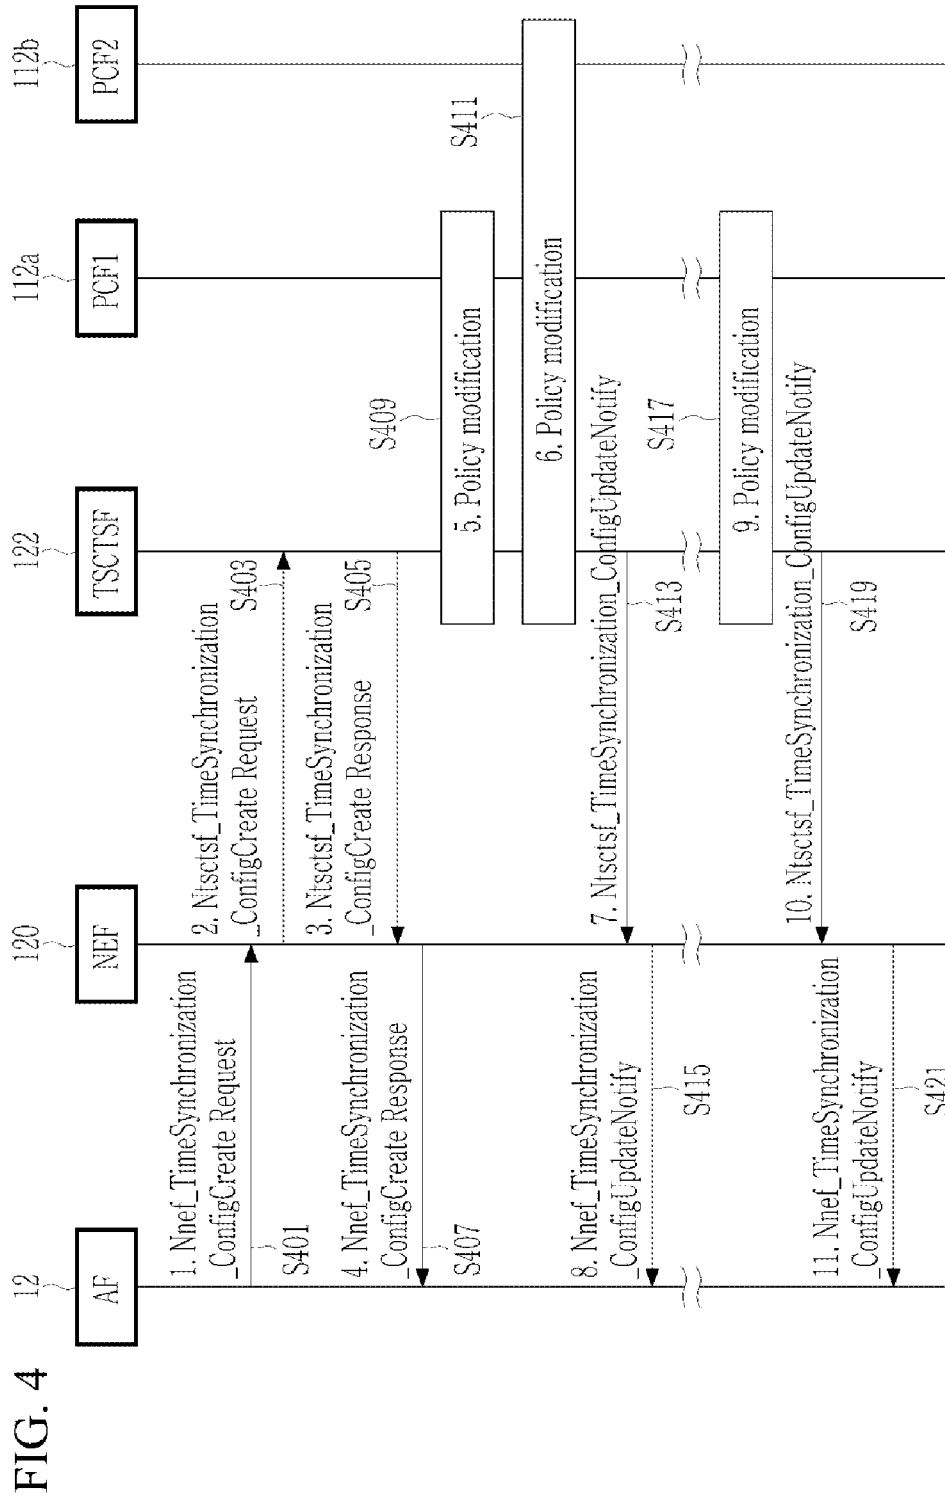 FIG. 4
12
120
122
112a
112b
AF
NEF
TSCTSF
PCF1
PCF2
1. Nnef_TimeSynchronization
_ConfigCreate Request
S401
2. Ntsctsf_TimeSynchronization
_ConfigCreate Request
S403
3. Ntsctsf_TimeSynchronization
_ConfigCreate Response
S405
4. Nnef_TimeSynchronization
_ConfigCreate Response
S407
S409
5. Policy modification
S411
6. Policy modification
7. Ntsctsf_TimeSynchronization_ConfigUpdateNotify
S413
8. Nnef_TimeSynchronization
_ConfigUpdateNotify
S415
S417
9. Policy modification
10. Ntsctsf_TimeSynchronization_ConfigUpdateNotify
S419
11. Nnef_TimeSynchronization
_ConfigUpdateNotify
S421